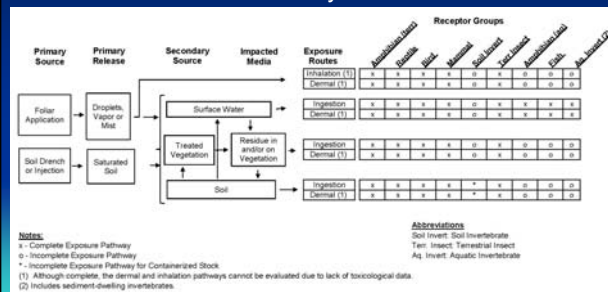 Receptor Groups
Primary Source
Primary Release
Secondary Source
Impacted Media
Exposure Routes
Amphibian (terr)
Reptile
Bird
Mammal
Soil Invert
Terr Insect
Amphibian (aq)
Fish
Aq. Invert (2)
Inhalation (1) x x x x o x o o o
Dermal (1) x x x x o x o o o
Foliar Application
Droplets, Vapor or Mist
Surface Water
Ingestion x x x x o x x x x
Dermal (1) x x x x o x x x x
Treated Vegetation
Residue in and/or on Vegetation
Ingestion x x x x o x o o o
Dermal (1) x x x x o x o o o
Soil Drench or Injection
Saturated Soil
Soil
Ingestion x x x x * x o o o
Dermal (1) x x x x * x o o o
Notes:
x - Complete Exposure Pathway
o - Incomplete Exposure Pathway
* - Incomplete Exposure Pathway for Containerized Stock
(1) Although complete, the dermal and inhalation pathways cannot be evaluated due to lack of toxicological data.
(2) Includes sediment-dwelling invertebrates.
Abbreviations
Soil Invert: Soil Invertebrate
Terr. Insect: Terrestrial Insect
Aq. Invert: Aquatic Invertebrate